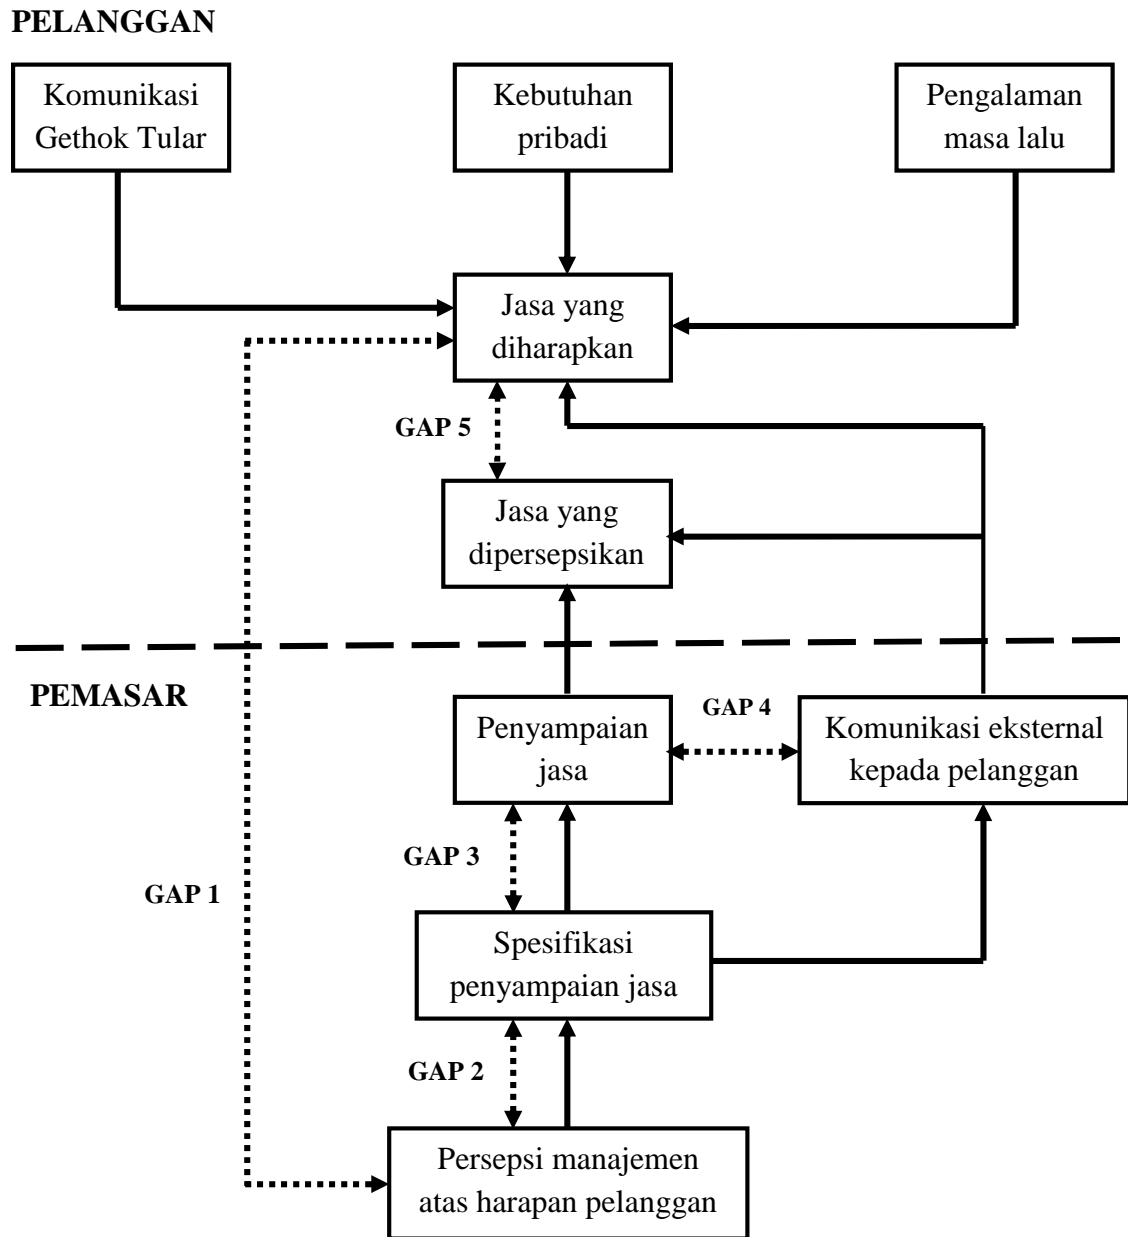 PELANGGAN
Komunikasi
Gethok Tular
Kebutuhan
pribadi
Pengalaman
masa lalu
Jasa yang
diharapkan
GAP 5
Jasa yang
dipersepsikan
PEMASAR
Penyampaian
jasa
GAP 4
Komunikasi eksternal
kepada pelanggan
GAP 3
GAP 1
Spesifikasi
penyampaian jasa
GAP 2
Persepsi manajemen
atas harapan pelanggan